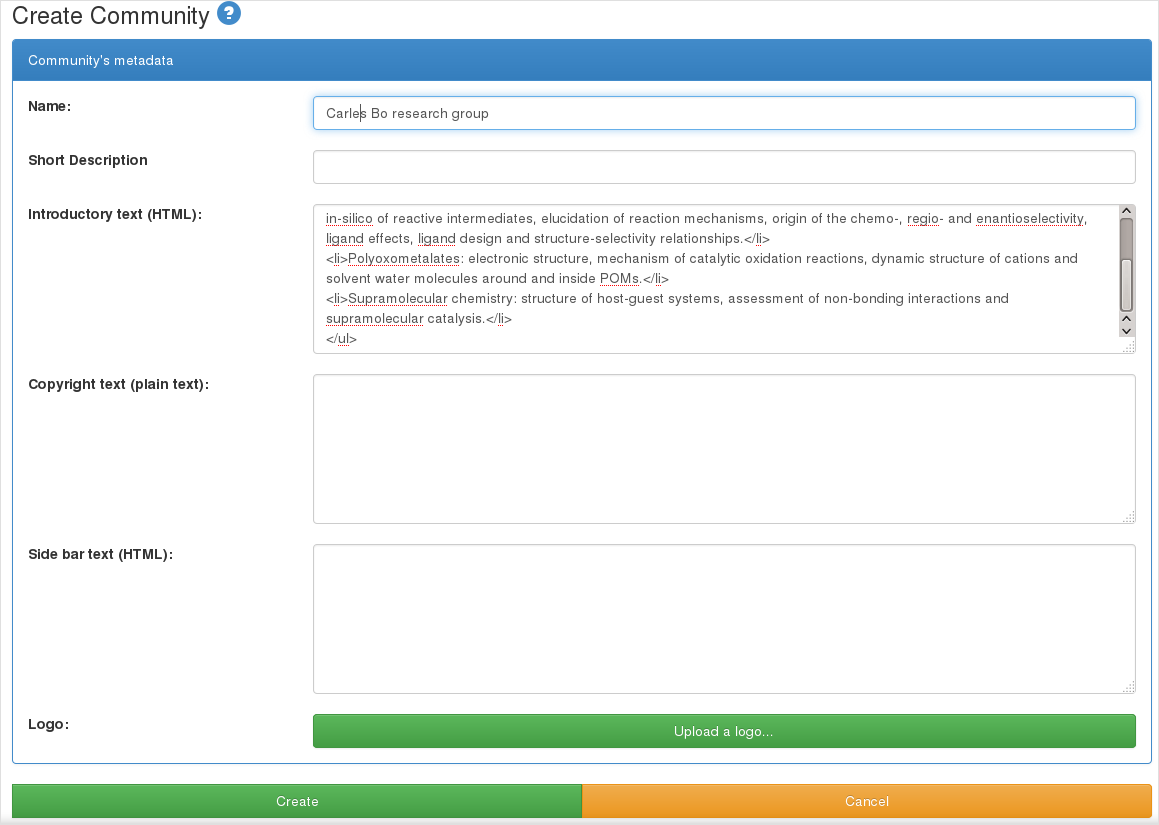 Create Community ?
Community's metadata
Name:
Carles Bo research group
Short Description
Introductory text (HTML):
in-silico of reactive intermediates, elucidation of reaction mechanisms, origin of the chemo-, regio- and enantioselectivity,
ligand effects, ligand design and structure-selectivity relationships.</li>
<li>Polyoxometalates: electronic structure, mechanism of catalytic oxidation reactions, dynamic structure of cations and
solvent water molecules around and inside POMs.</li>
<li>Supramolecular chemistry: structure of host-guest systems, assessment of non-bonding interactions and
supramolecular catalysis.</li>
</ul>
Copyright text (plain text):
Side bar text (HTML):
Logo:
Upload a logo...
Create
Cancel